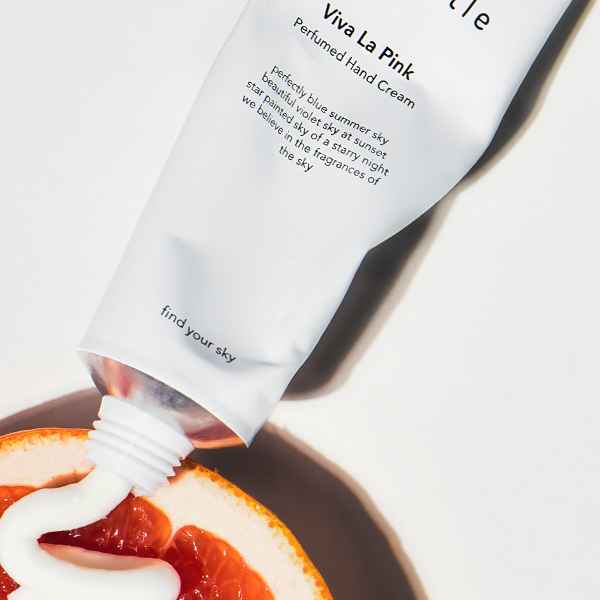 Viva La Pink
Perfumed Hand Cream
perfectly blue summer sky
beautiful violet sky at sunset
star painted sky of a starry night
we believe in the fragrances of
the sky
find your sky